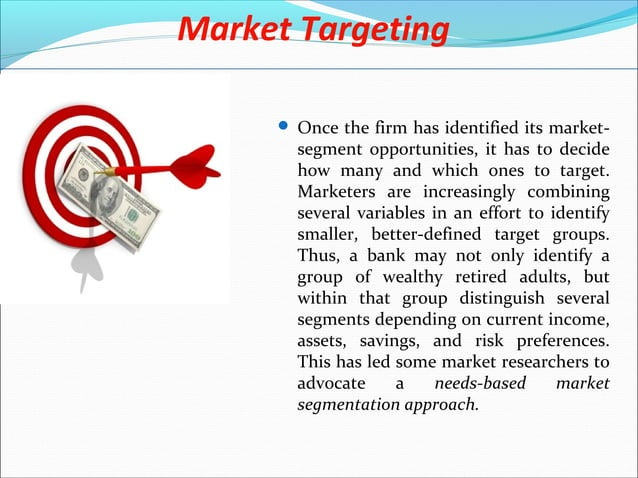 Market Targeting
Once the firm has identified its market-
segment opportunities, it has to decide
how many and which ones to target.
Marketers are increasingly combining
several variables in an effort to identify
smaller, better-defined target groups.
Thus, a bank may not only identify a
group of wealthy retired adults, but
within that group distinguish several
segments depending on current income,
assets, savings, and risk preferences.
This has led some market researchers to
advocate a needs-based market
segmentation approach.